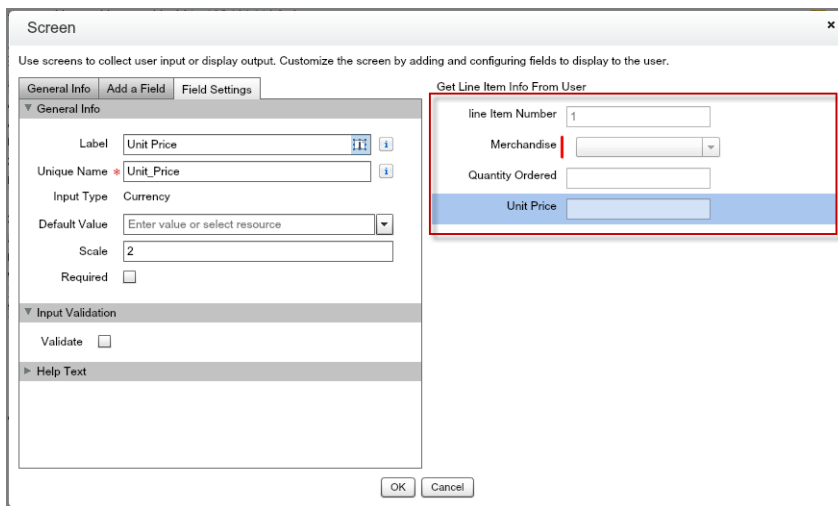 Screen
×
Use screens to collect user input or display output. Customize the screen by adding and configuring fields to display to the user.
General Info
Add a Field
Field Settings
General Info
Label
Unit Price
Unique Name * Unit_Price
Input Type
Currency
Default Value
Enter value or select resource
Scale
2
Required
Input Validation
Validate
Help Text
Get Line Item Info From User
line Item Number
1
Merchandise
Quantity Ordered
Unit Price
OK
Cancel